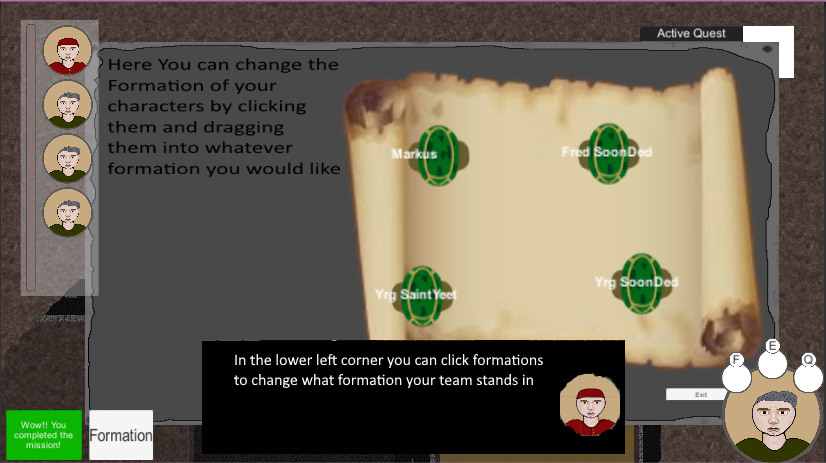 Active Quest
Here You can change the
Formation of your
characters by clicking
them and dragging
them into whatever
formation you would like
Markus
Fred SoonDed
Yrg SaintYeet
Yrg SoonDed
In the lower left corner you can click formations
to change what formation your team stands in
Exit
F
E
Q
Wow!! You
completed the
mission!
Formation